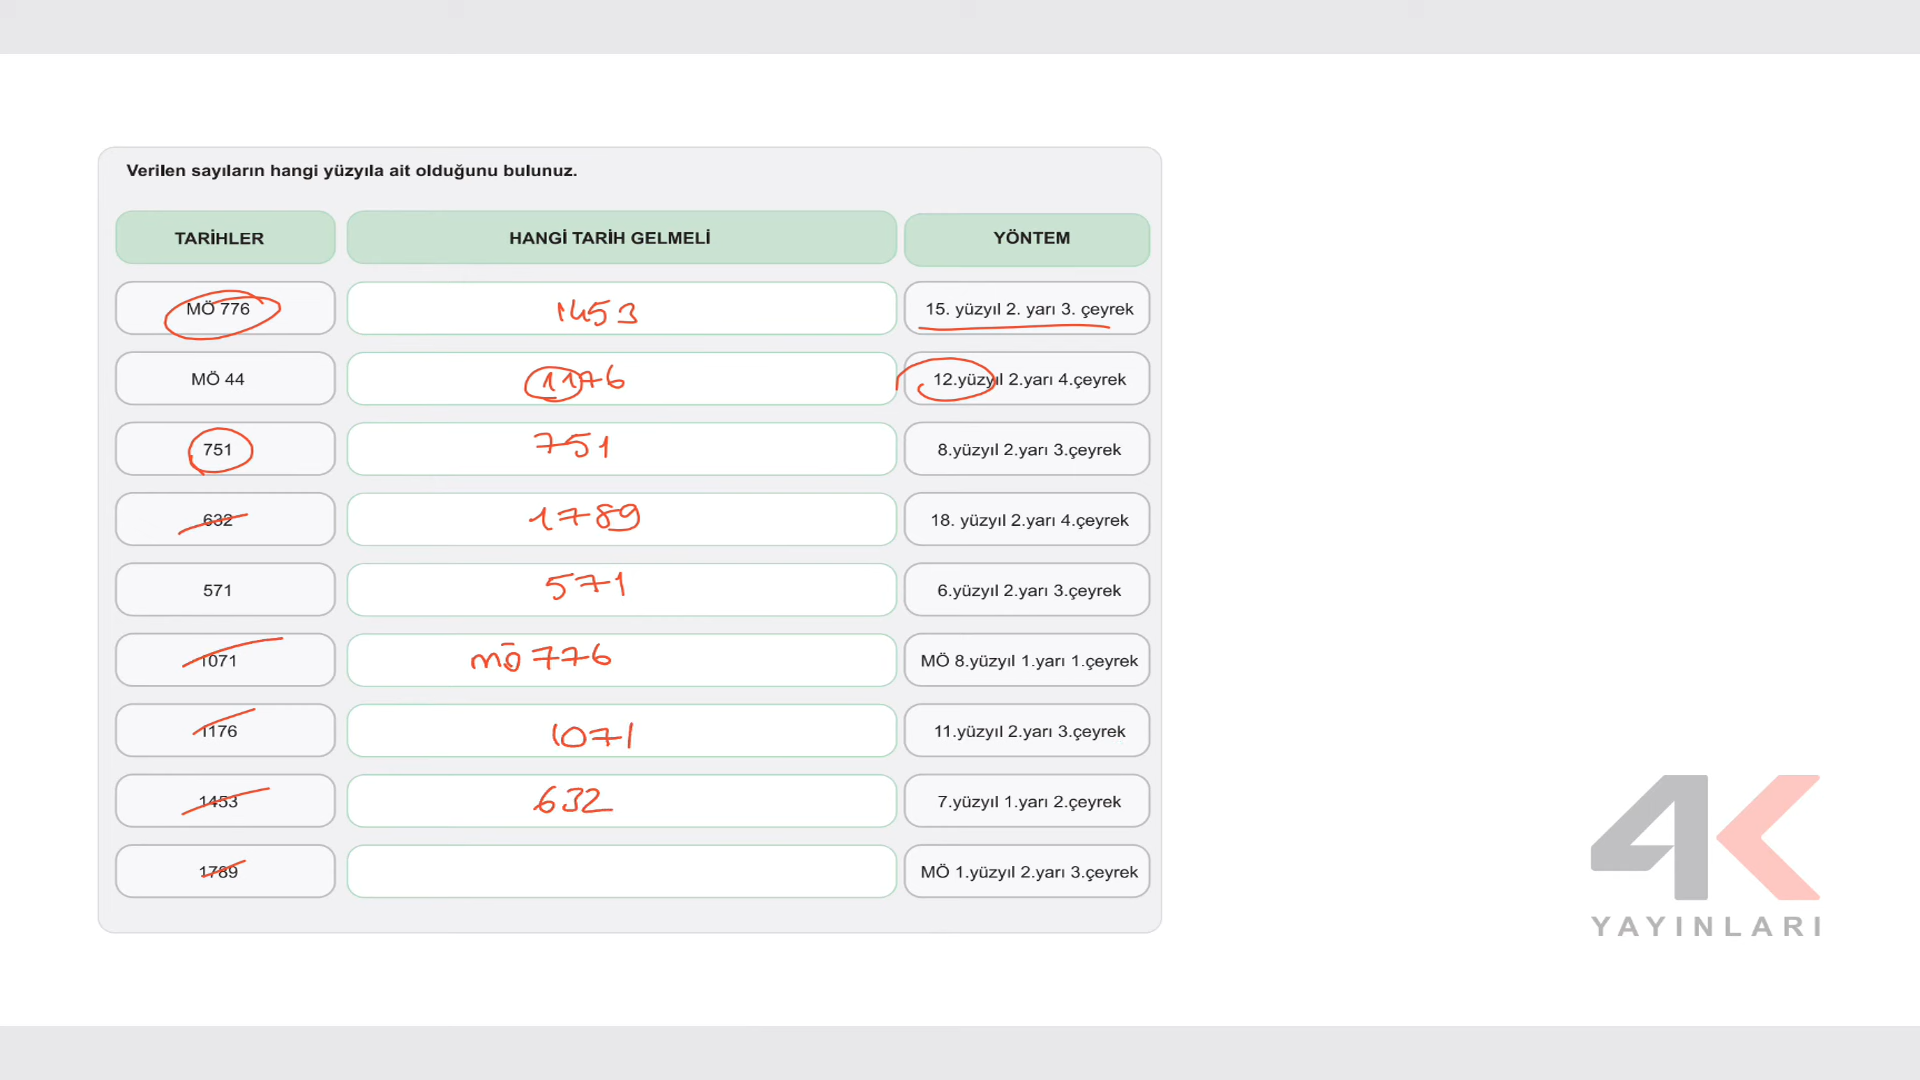 Verilen sayıların hangi yüzyıla ait olduğunu bulunuz.
TARİHLER HANGİ TARİH GELMELİ YÖNTEM
MÖ 776 1453 15. yüzyıl 2. yarı 3. çeyrek
MÖ 44 1176 12.yüzyıl 2.yarı 4.çeyrek
751 751 8.yüzyıl 2.yarı 3.çeyrek
632 1789 18. yüzyıl 2.yarı 4.çeyrek
571 571 6.yüzyıl 2.yarı 3.çeyrek
1071 mö 776 MÖ 8.yüzyıl 1.yarı 1.çeyrek
1176 1071 11.yüzyıl 2.yarı 3.çeyrek
1453 632 7.yüzyıl 1.yarı 2.çeyrek
1789 MÖ 1.yüzyıl 2.yarı 3.çeyrek
4K
YAYINLARI